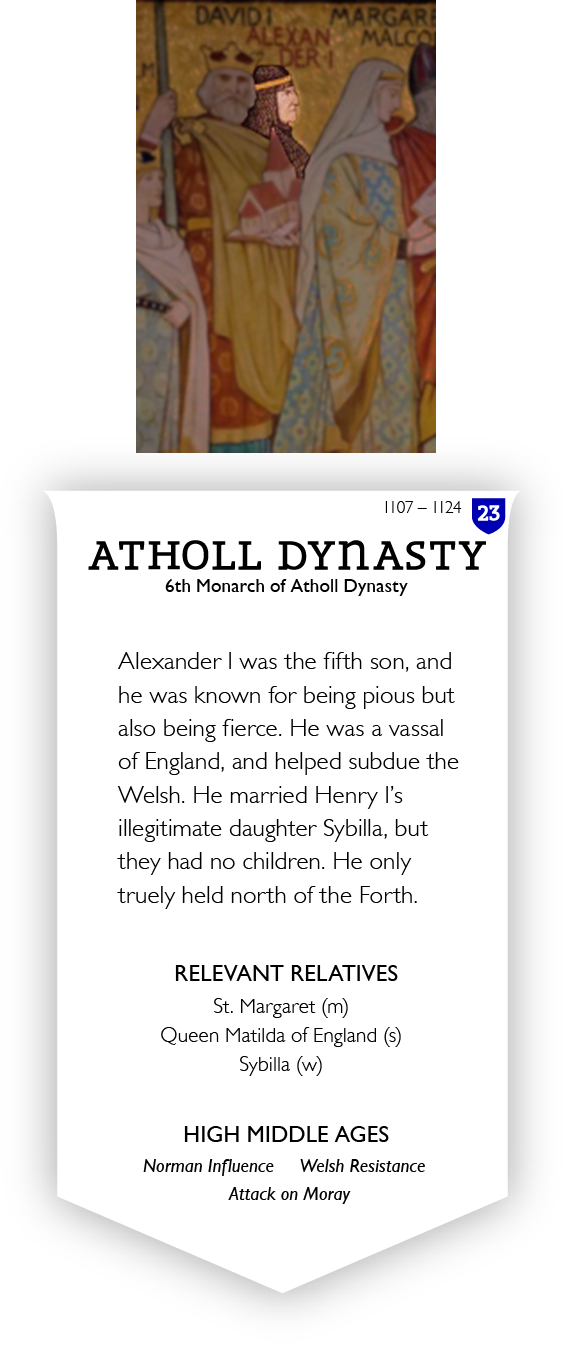 DAVID I MARGAR
ALEXAN MALCO
DER I
M
1107 – 1124 23
ATHOLL DYNASTY
6th Monarch of Atholl Dynasty
Alexander I was the fifth son, and
he was known for being pious but
also being fierce. He was a vassal
of England, and helped subdue the
Welsh. He married Henry I's
illegitimate daughter Sybilla, but
they had no children. He only
truely held north of the Forth.
RELEVANT RELATIVES
St. Margaret (m)
Queen Matilda of England (s)
Sybilla (w)
HIGH MIDDLE AGES
Norman Influence Welsh Resistance
Attack on Moray